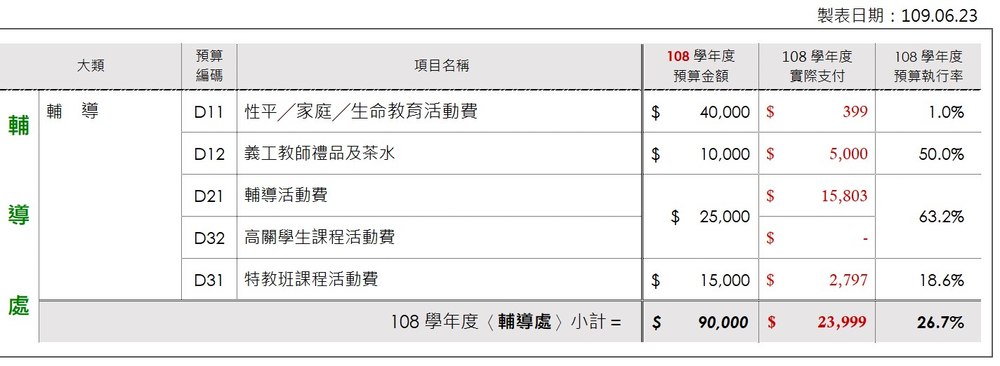 製表日期：109.06.23
大類 預算編碼 項目名稱 108 學年度預算金額 108 學年度實際支付 108 學年度預算執行率
輔導處
輔 導 D11 性平／家庭／生命教育活動費 $ 40,000 $ 399 1.0%
D12 義工教師禮品及茶水 $ 10,000 $ 5,000 50.0%
D21 輔導活動費 $ 25,000 $ 15,803 63.2%
D32 高關學生課程活動費 $ -
D31 特教班課程活動費 $ 15,000 $ 2,797 18.6%
108 學年度〈輔導處〉小計 = $ 90,000 $ 23,999 26.7%